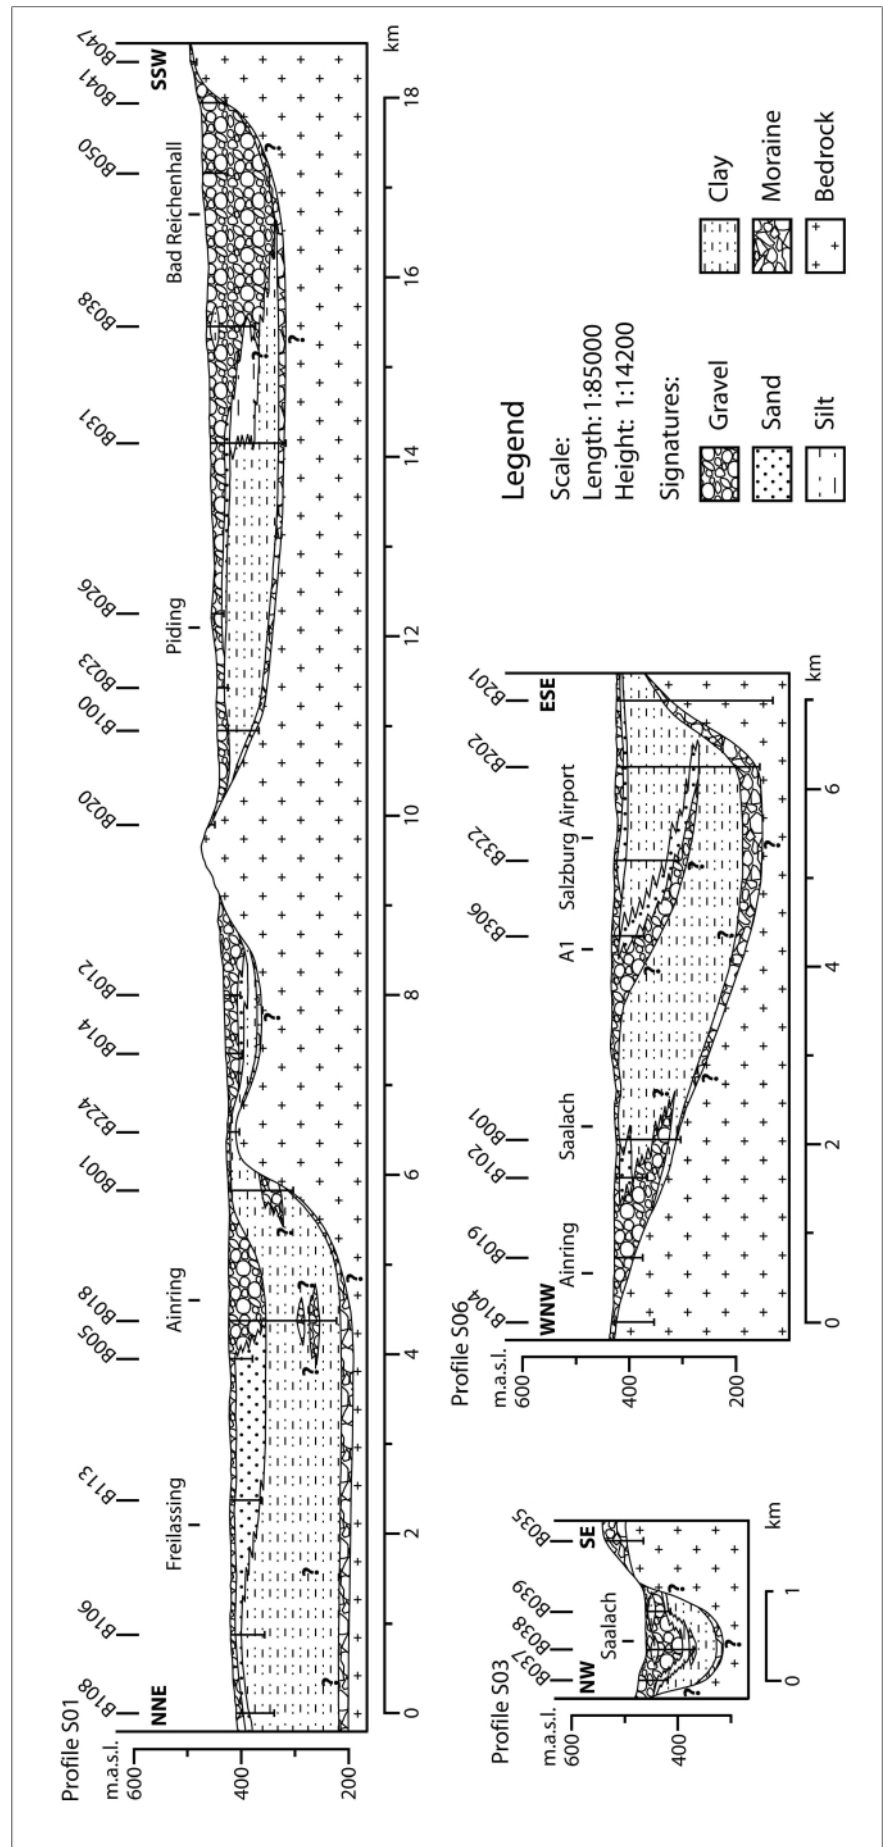 Profile S01
m.a.s.l.
600
400
200
NNE
SSW
B108
B106
B113
B005
B018
B001
B224
B014
B012
B020
B100
B023
B026
B031
B038
B050
B041
B047
Freilassing
Ainring
Piding
Bad Reichenhall
? ? ? ? ? ? ? ? ? ? ?
0 2 4 6 8 10 12 14 16 18
km
Profile S03
m.a.s.l.
600
400
NW
SE
B037
B038
B039
B035
Saalach
? ? ?
0 1
km
Profile S06
m.a.s.l.
600
400
200
WNW
ESE
B104
B019
B102
B001
B306
B322
B202
B201
Ainring
Saalach
A1
Salzburg Airport
? ? ? ? ? ?
0 2 4 6
km
Legend
Scale:
Length: 1:85000
Height: 1:14200
Signatures:
Gravel
Sand
Silt
Clay
Moraine
Bedrock